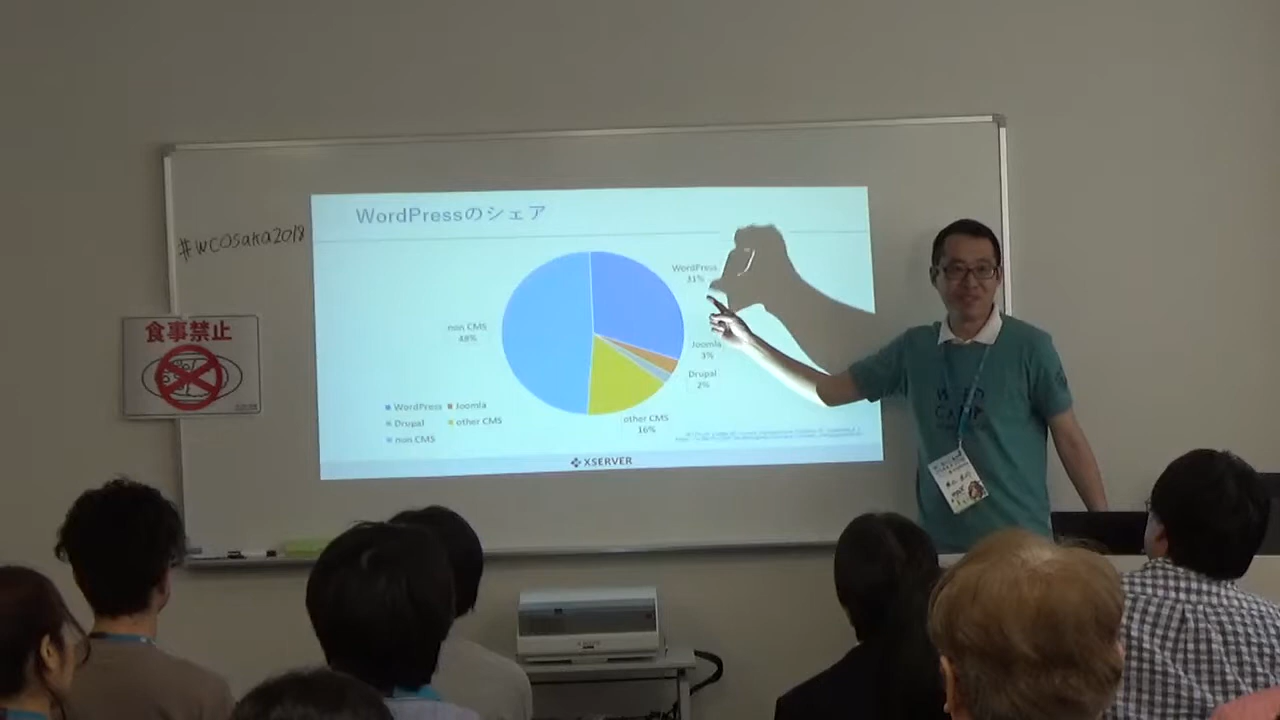 #wcosaka2018
食事禁止
WordPressのシェア
WordPress
31%
non CMS
48%
Joomla
3%
Drupal
2%
other CMS
16%
WordPress Joomla
Drupal other CMS
non CMS
XSERVER